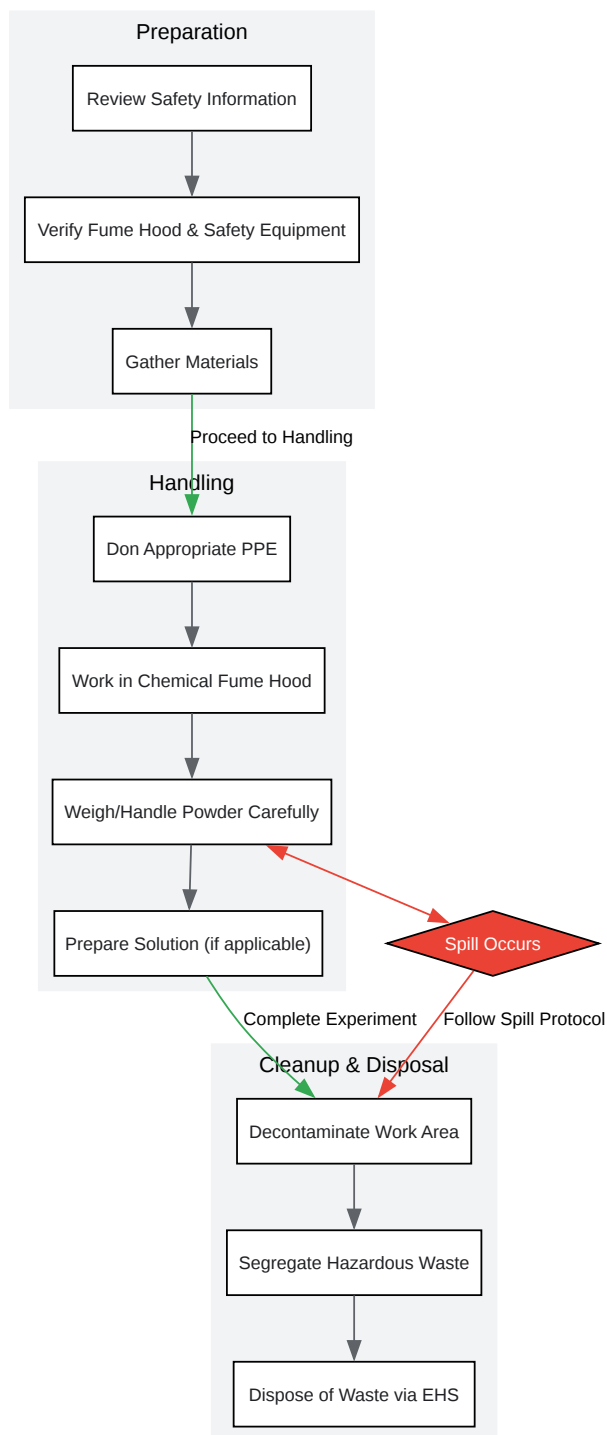 Preparation
Review Safety Information
Verify Fume Hood & Safety Equipment
Gather Materials
Proceed to Handling
Handling
Don Appropriate PPE
Work in Chemical Fume Hood
Weigh/Handle Powder Carefully
Prepare Solution (if applicable)
Spill Occurs
Complete Experiment
Follow Spill Protocol
Cleanup & Disposal
Decontaminate Work Area
Segregate Hazardous Waste
Dispose of Waste via EHS